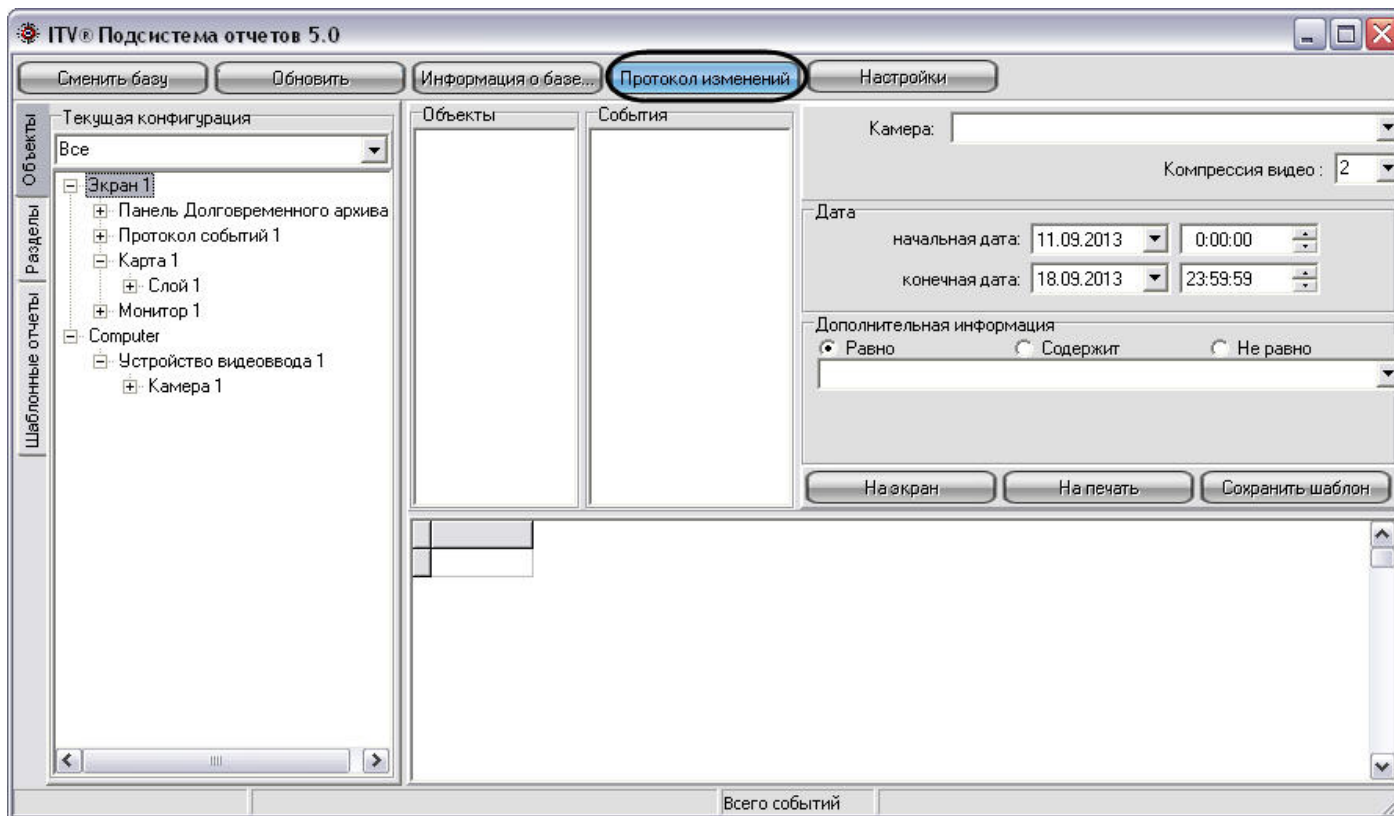 ITV® Подсистема отчетов 5.0
Сменить базу
Обновить
Информация о базе...
Протокол изменений
Настройки
Объекты
Разделы
Шаблонные отчеты
Текущая конфигурация
Все
Экран 1
Панель Долговременного архива
Протокол событий 1
Карта 1
Слой 1
Монитор 1
Computer
Устройство видеоввода 1
Камера 1
Объекты
События
Камера:
Компрессия видео : 2
Дата
начальная дата: 11.09.2013 0:00:00
конечная дата: 18.09.2013 23:59:59
Дополнительная информация
Равно Содержит Не равно
На экран
На печать
Сохранить шаблон
Всего событий